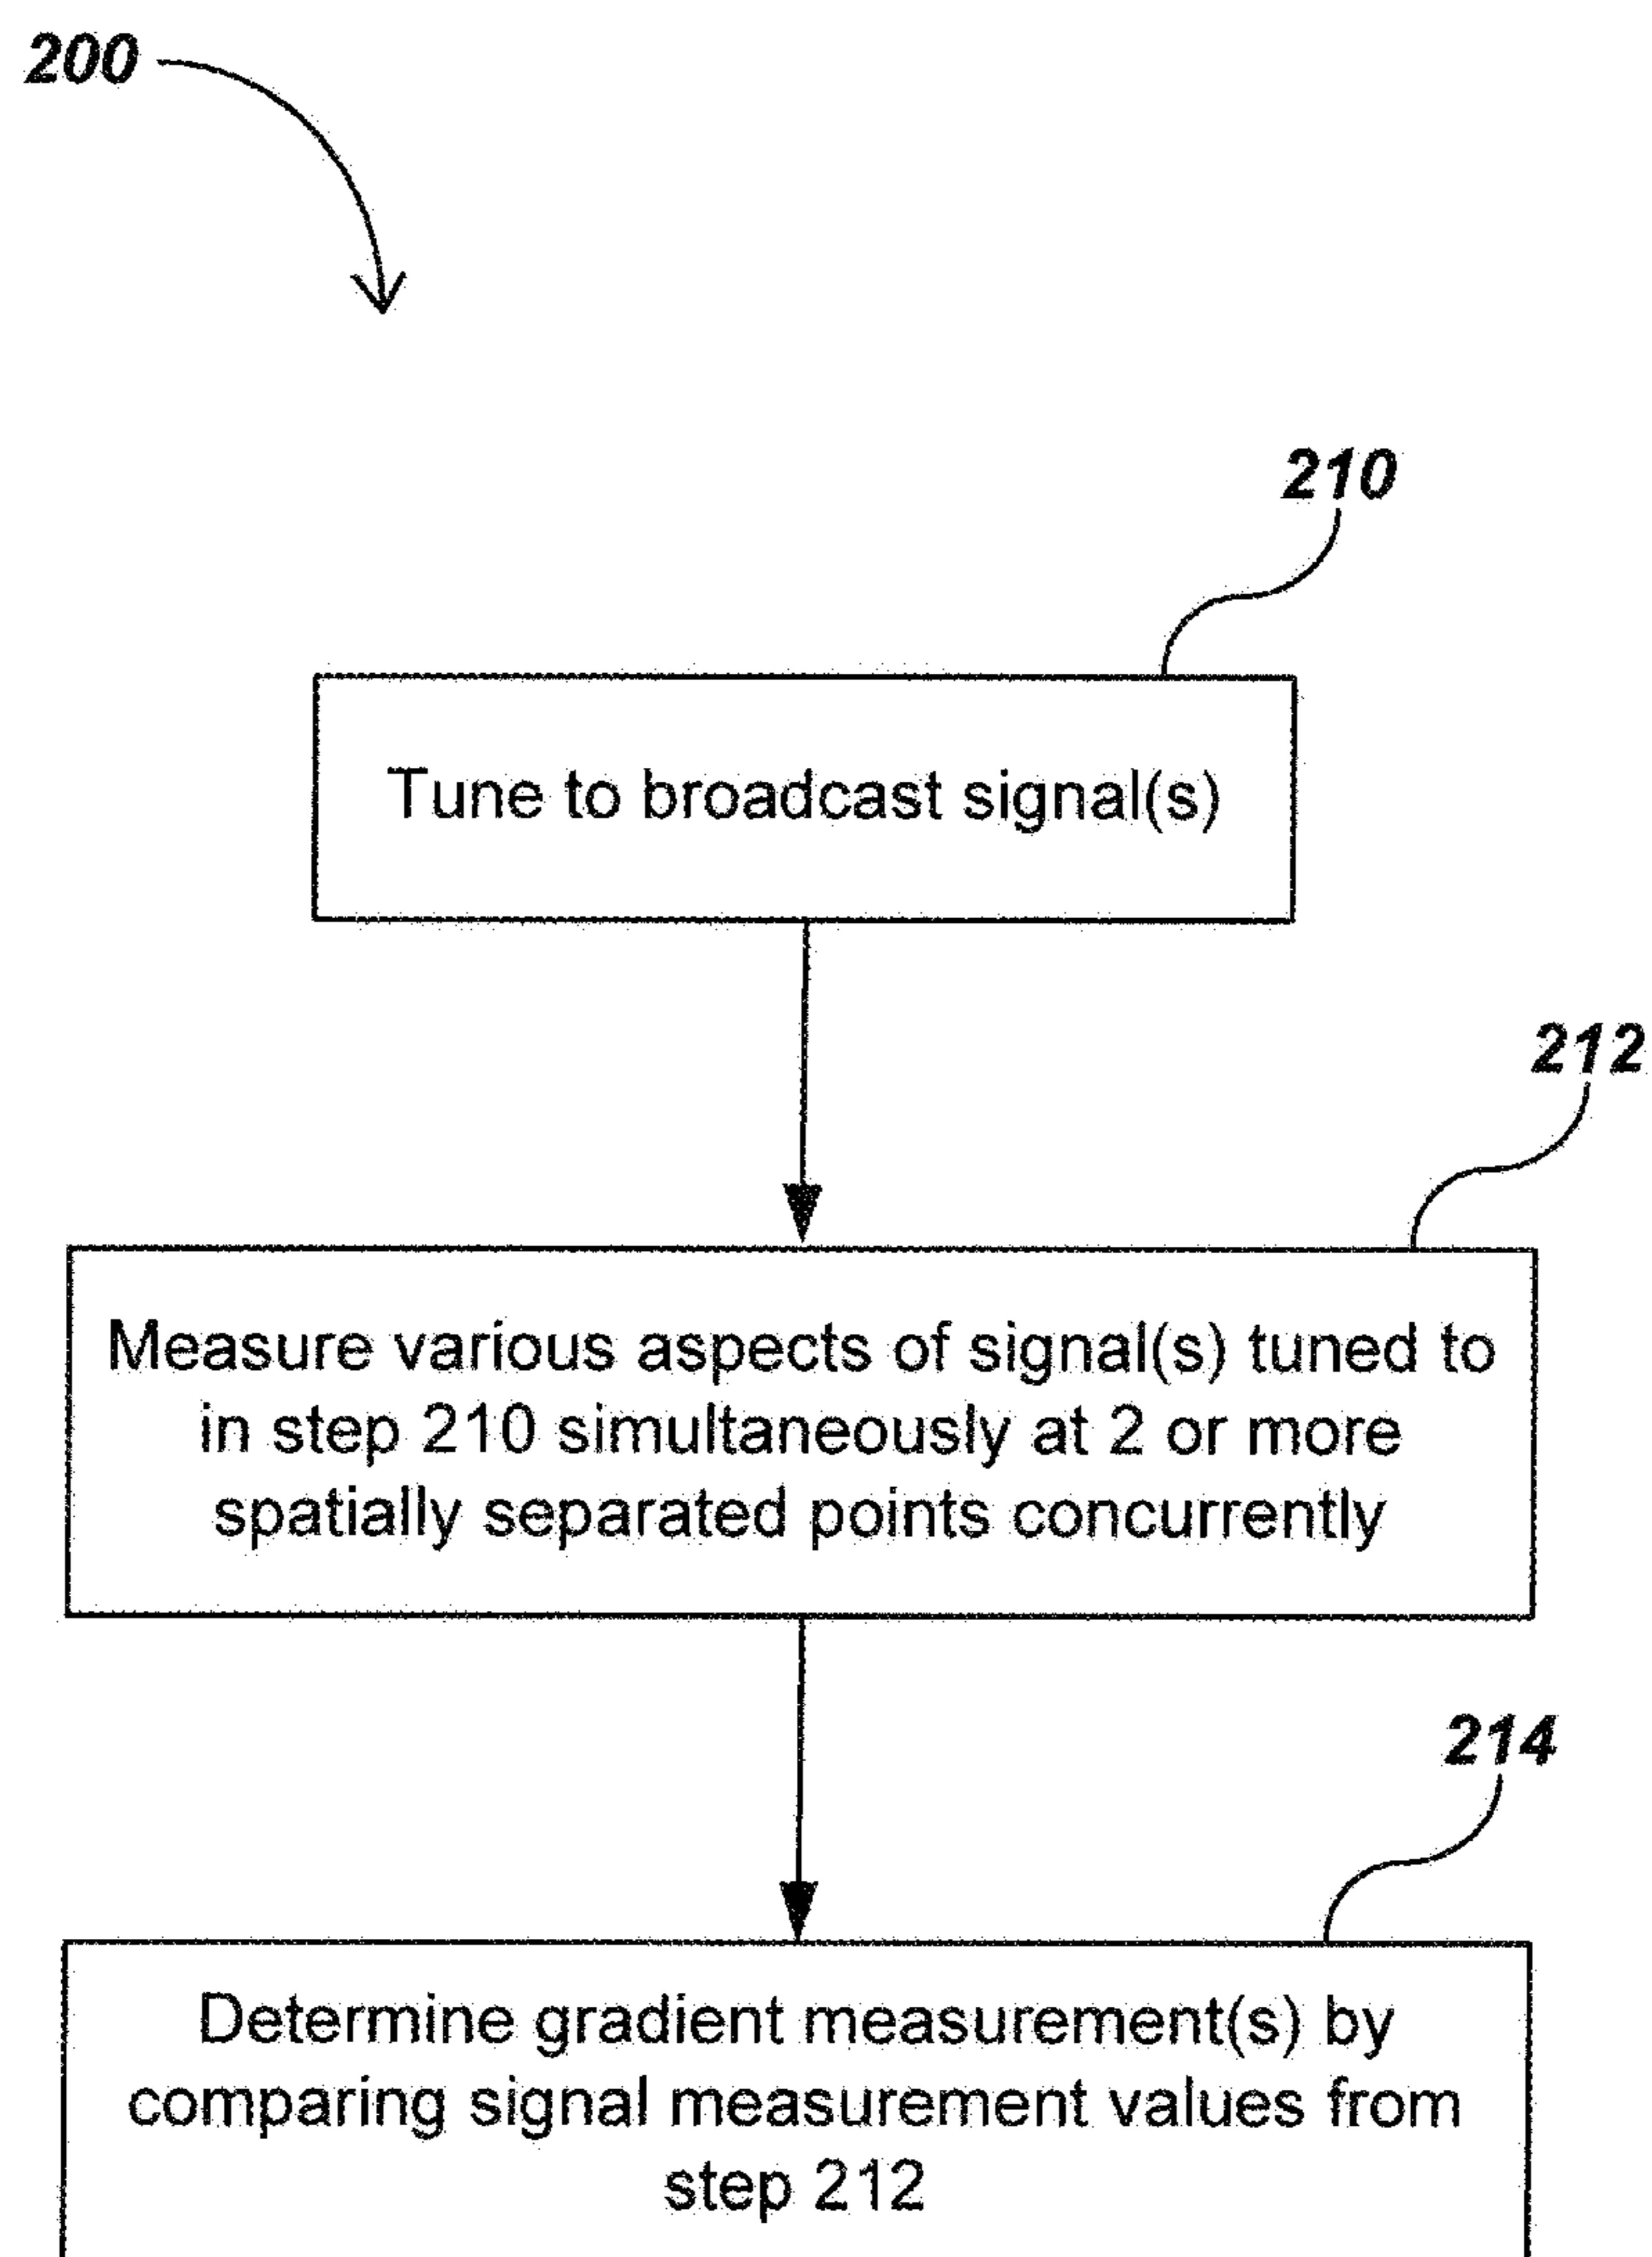 200
210
Tune to broadcast signal(s)
212
Measure various aspects of signal(s) tuned to
in step 210 simultaneously at 2 or more
spatially separated points concurrently
214
Determine gradient measurement(s) by
comparing signal measurement values from
step 212